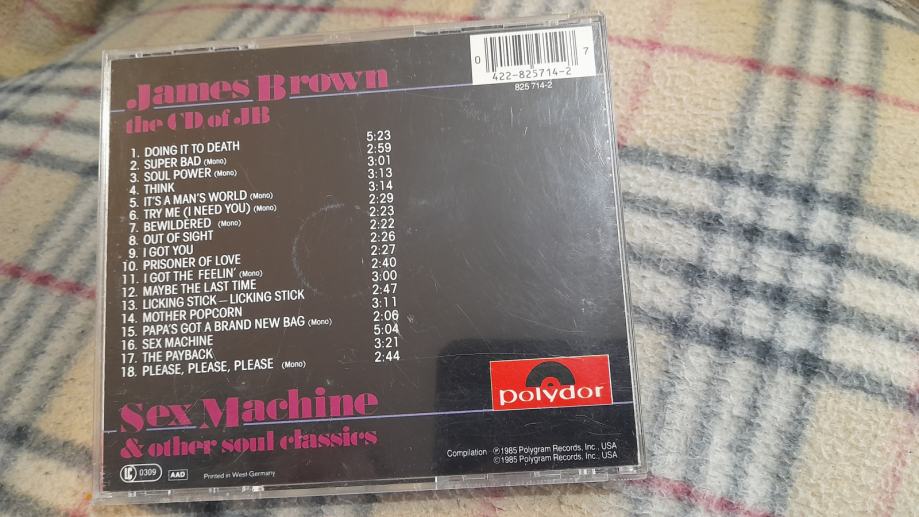 0 422-825714-2 7
825 714-2
James Brown
the CD of JB
1. DOING IT TO DEATH 5:23
2. SUPER BAD (Mono) 2:59
3. SOUL POWER (Mono) 3:01
4. THINK 3:13
5. IT'S A MAN'S WORLD (Mono) 3:14
6. TRY ME (I NEED YOU) (Mono) 2:29
7. BEWILDERED (Mono) 2:23
8. OUT OF SIGHT 2:22
9. I GOT YOU 2:26
10. PRISONER OF LOVE 2:27
11. I GOT THE FEELIN' (Mono) 2:40
12. MAYBE THE LAST TIME 3:00
13. LICKING STICK – LICKING STICK 2:47
14. MOTHER POPCORN 3:11
15. PAPA'S GOT A BRAND NEW BAG (Mono) 2:06
16. SEX MACHINE 5:04
17. THE PAYBACK 3:21
18. PLEASE, PLEASE, PLEASE (Mono) 2:44
polydor
Sex Machine
& other soul classics
Compilation ℗1985 Polygram Records, Inc., USA
©1985 Polygram Records, Inc., USA
LC 0309 AAD Printed in West-Germany